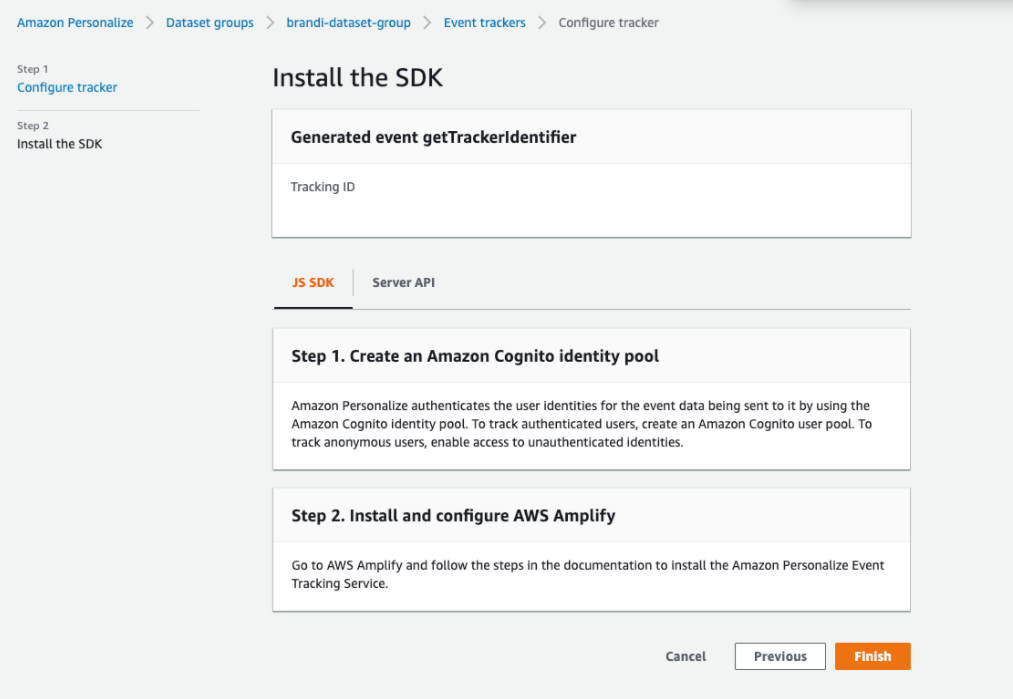 Amazon Personalize > Dataset groups > brandi-dataset-group > Event trackers > Configure tracker
Step 1
Configure tracker
Step 2
Install the SDK
Install the SDK
Generated event getTrackerIdentifier
Tracking ID
JS SDK
Server API
Step 1. Create an Amazon Cognito identity pool
Amazon Personalize authenticates the user identities for the event data being sent to it by using the
Amazon Cognito identity pool. To track authenticated users, create an Amazon Cognito user pool. To
track anonymous users, enable access to unauthenticated identities.
Step 2. Install and configure AWS Amplify
Go to AWS Amplify and follow the steps in the documentation to install the Amazon Personalize Event
Tracking Service.
Cancel
Previous
Finish